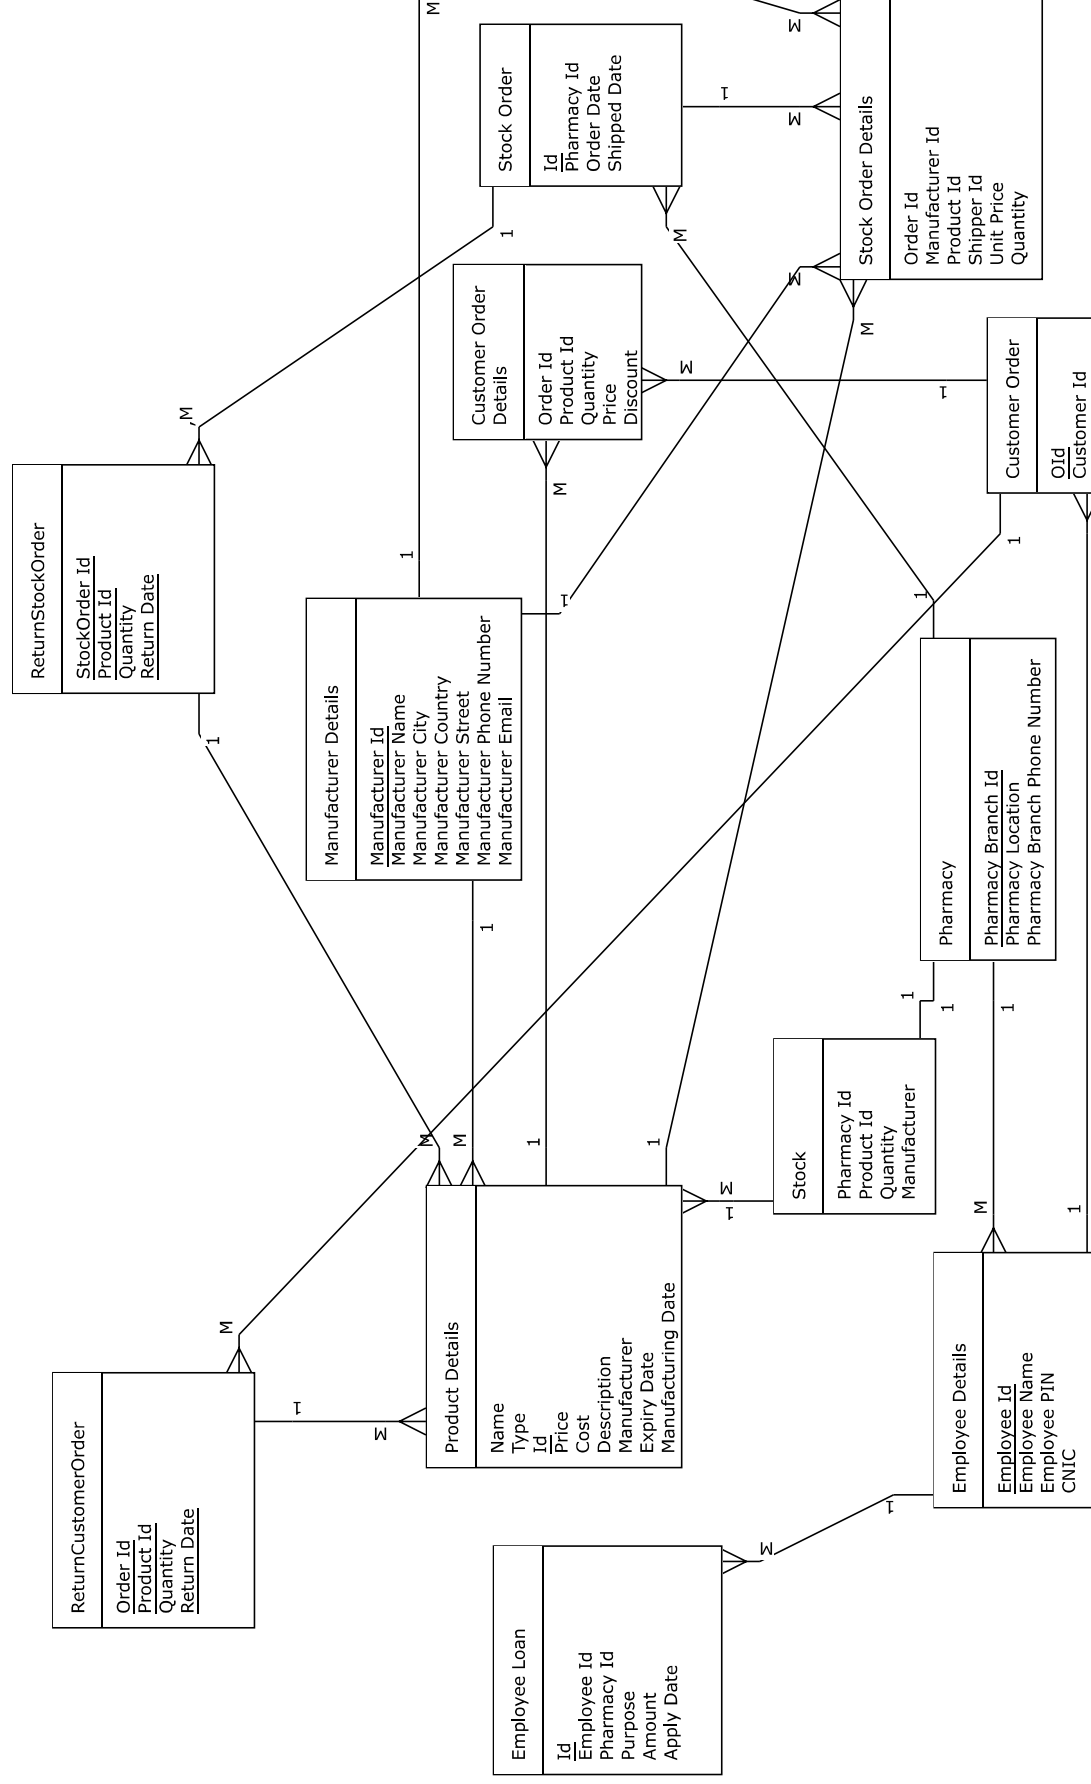 ReturnCustomerOrder
Order Id
Product Id
Quantity
Return Date
ReturnStockOrder
StockOrder Id
Product Id
Quantity
Return Date
M
1
M
1
M,
1
Manufacturer Details
Manufacturer Id
Manufacturer Name
Manufacturer City
Manufacturer Country
Manufacturer Street
Manufacturer Phone Number
Manufacturer Email
1
M
1
1
Product Details
Name
Type
Id
Price
Cost
Description
Manufacturer
Expiry Date
Manufacturing Date
M
M
M
1
1
M
1
Customer Order
Details
Order Id
Product Id
Quantity
Price
Discount
M
M
1
Stock Order
Id
Pharmacy Id
Order Date
Shipped Date
1
M
1
Employee Loan
Id
Employee Id
Pharmacy Id
Purpose
Amount
Apply Date
M
1
Stock
Pharmacy Id
Product Id
Quantity
Manufacturer
1
1
Stock Order Details
Order Id
Manufacturer Id
Product Id
Shipper Id
Unit Price
Quantity
M
M
M
M
Pharmacy
Pharmacy Branch Id
Pharmacy Location
Pharmacy Branch Phone Number
1
1
M
Employee Details
Employee Id
Employee Name
Employee PIN
CNIC
1
Customer Order
OId
Customer Id
1